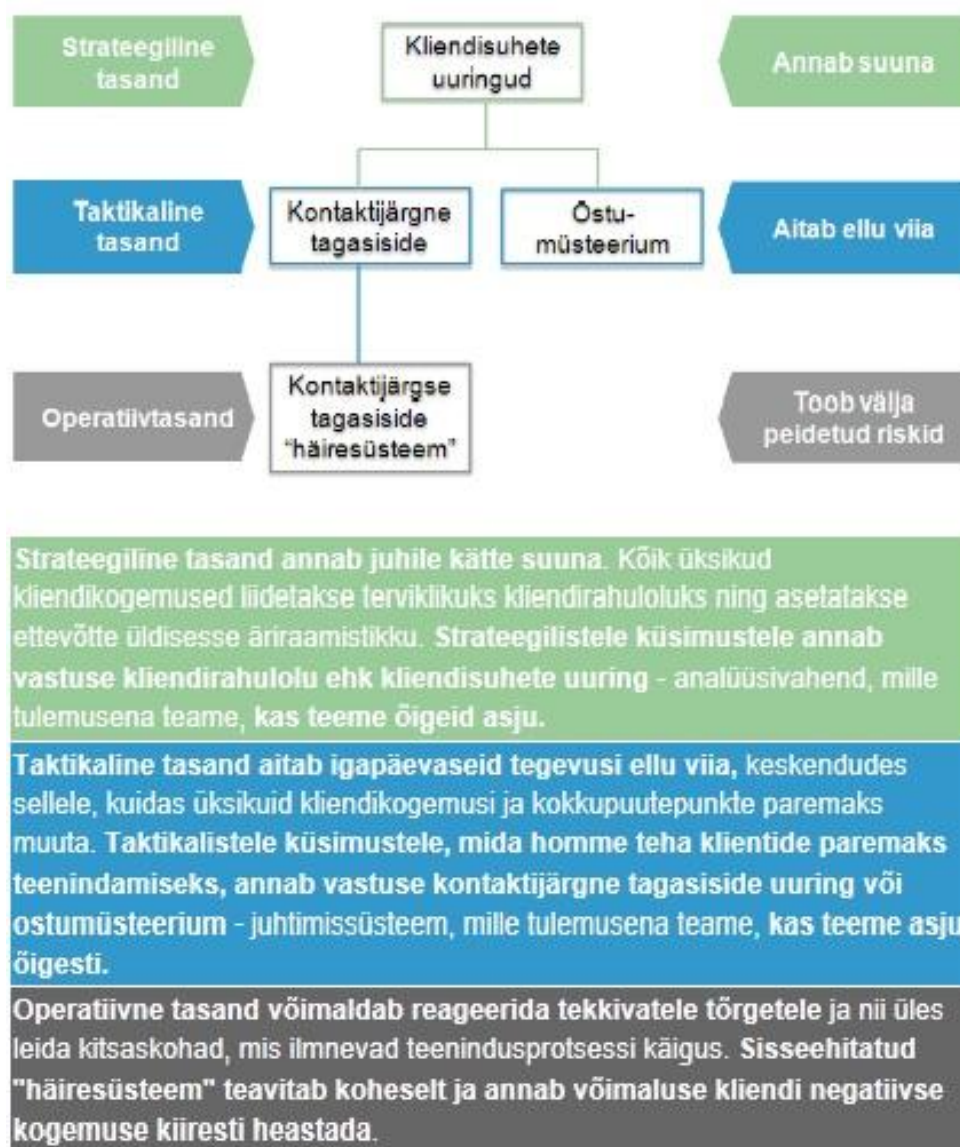 Strateegiline
tasand
Kliendisuhete
uuringud
Annab suuna
Taktikaline
tasand
Kontaktijärgne
tagasiside
Õstu-
müsteerium
Aitab ellu viia
Operatiivtasand
Kontaktijärgse
tagasiside
“häiresüsteem”
Toob välja
peidetud riskid
Strateegiline tasand annab juhile kätte suuna. Kõik üksikud
kliendikogemused liidetakse terviklikuks kliendirahuloluks ning asetatakse
ettevõtte üldisesse äriraamistikku. Strateegilistele küsimustele annab
vastuse kliendirahulolu ehk kliendisuhete uuring - analüüsivahend, mille
tulemusena teame, kas teeme õigeid asju.
Taktikaline tasand aitab igapäevaseid tegevusi ellu viia, keskendudes
sellele, kuidas üksikuid kliendikogemusi ja kokkupuutepunkte paremaks
muuta. Taktikalistele küsimustele, mida homme teha klientide paremaks
teenindamiseks, annab vastuse kontaktijärgne tagasiside uuring või
ostumüsteerium - juhtimissüsteem, mille tulemusena teame, kas teeme asju
õigesti.
Operatiivne tasand võimaldab reageerida tekkivatele tõrgetele ja nii üles
leida kitsaskohad, mis ilmnevad teenindusprotsessi käigus. Sisseehitatud
"häiresüsteem" teavitab koheselt ja annab võimaluse kliendi negatiivse
kogemuse kiiresti heastada.